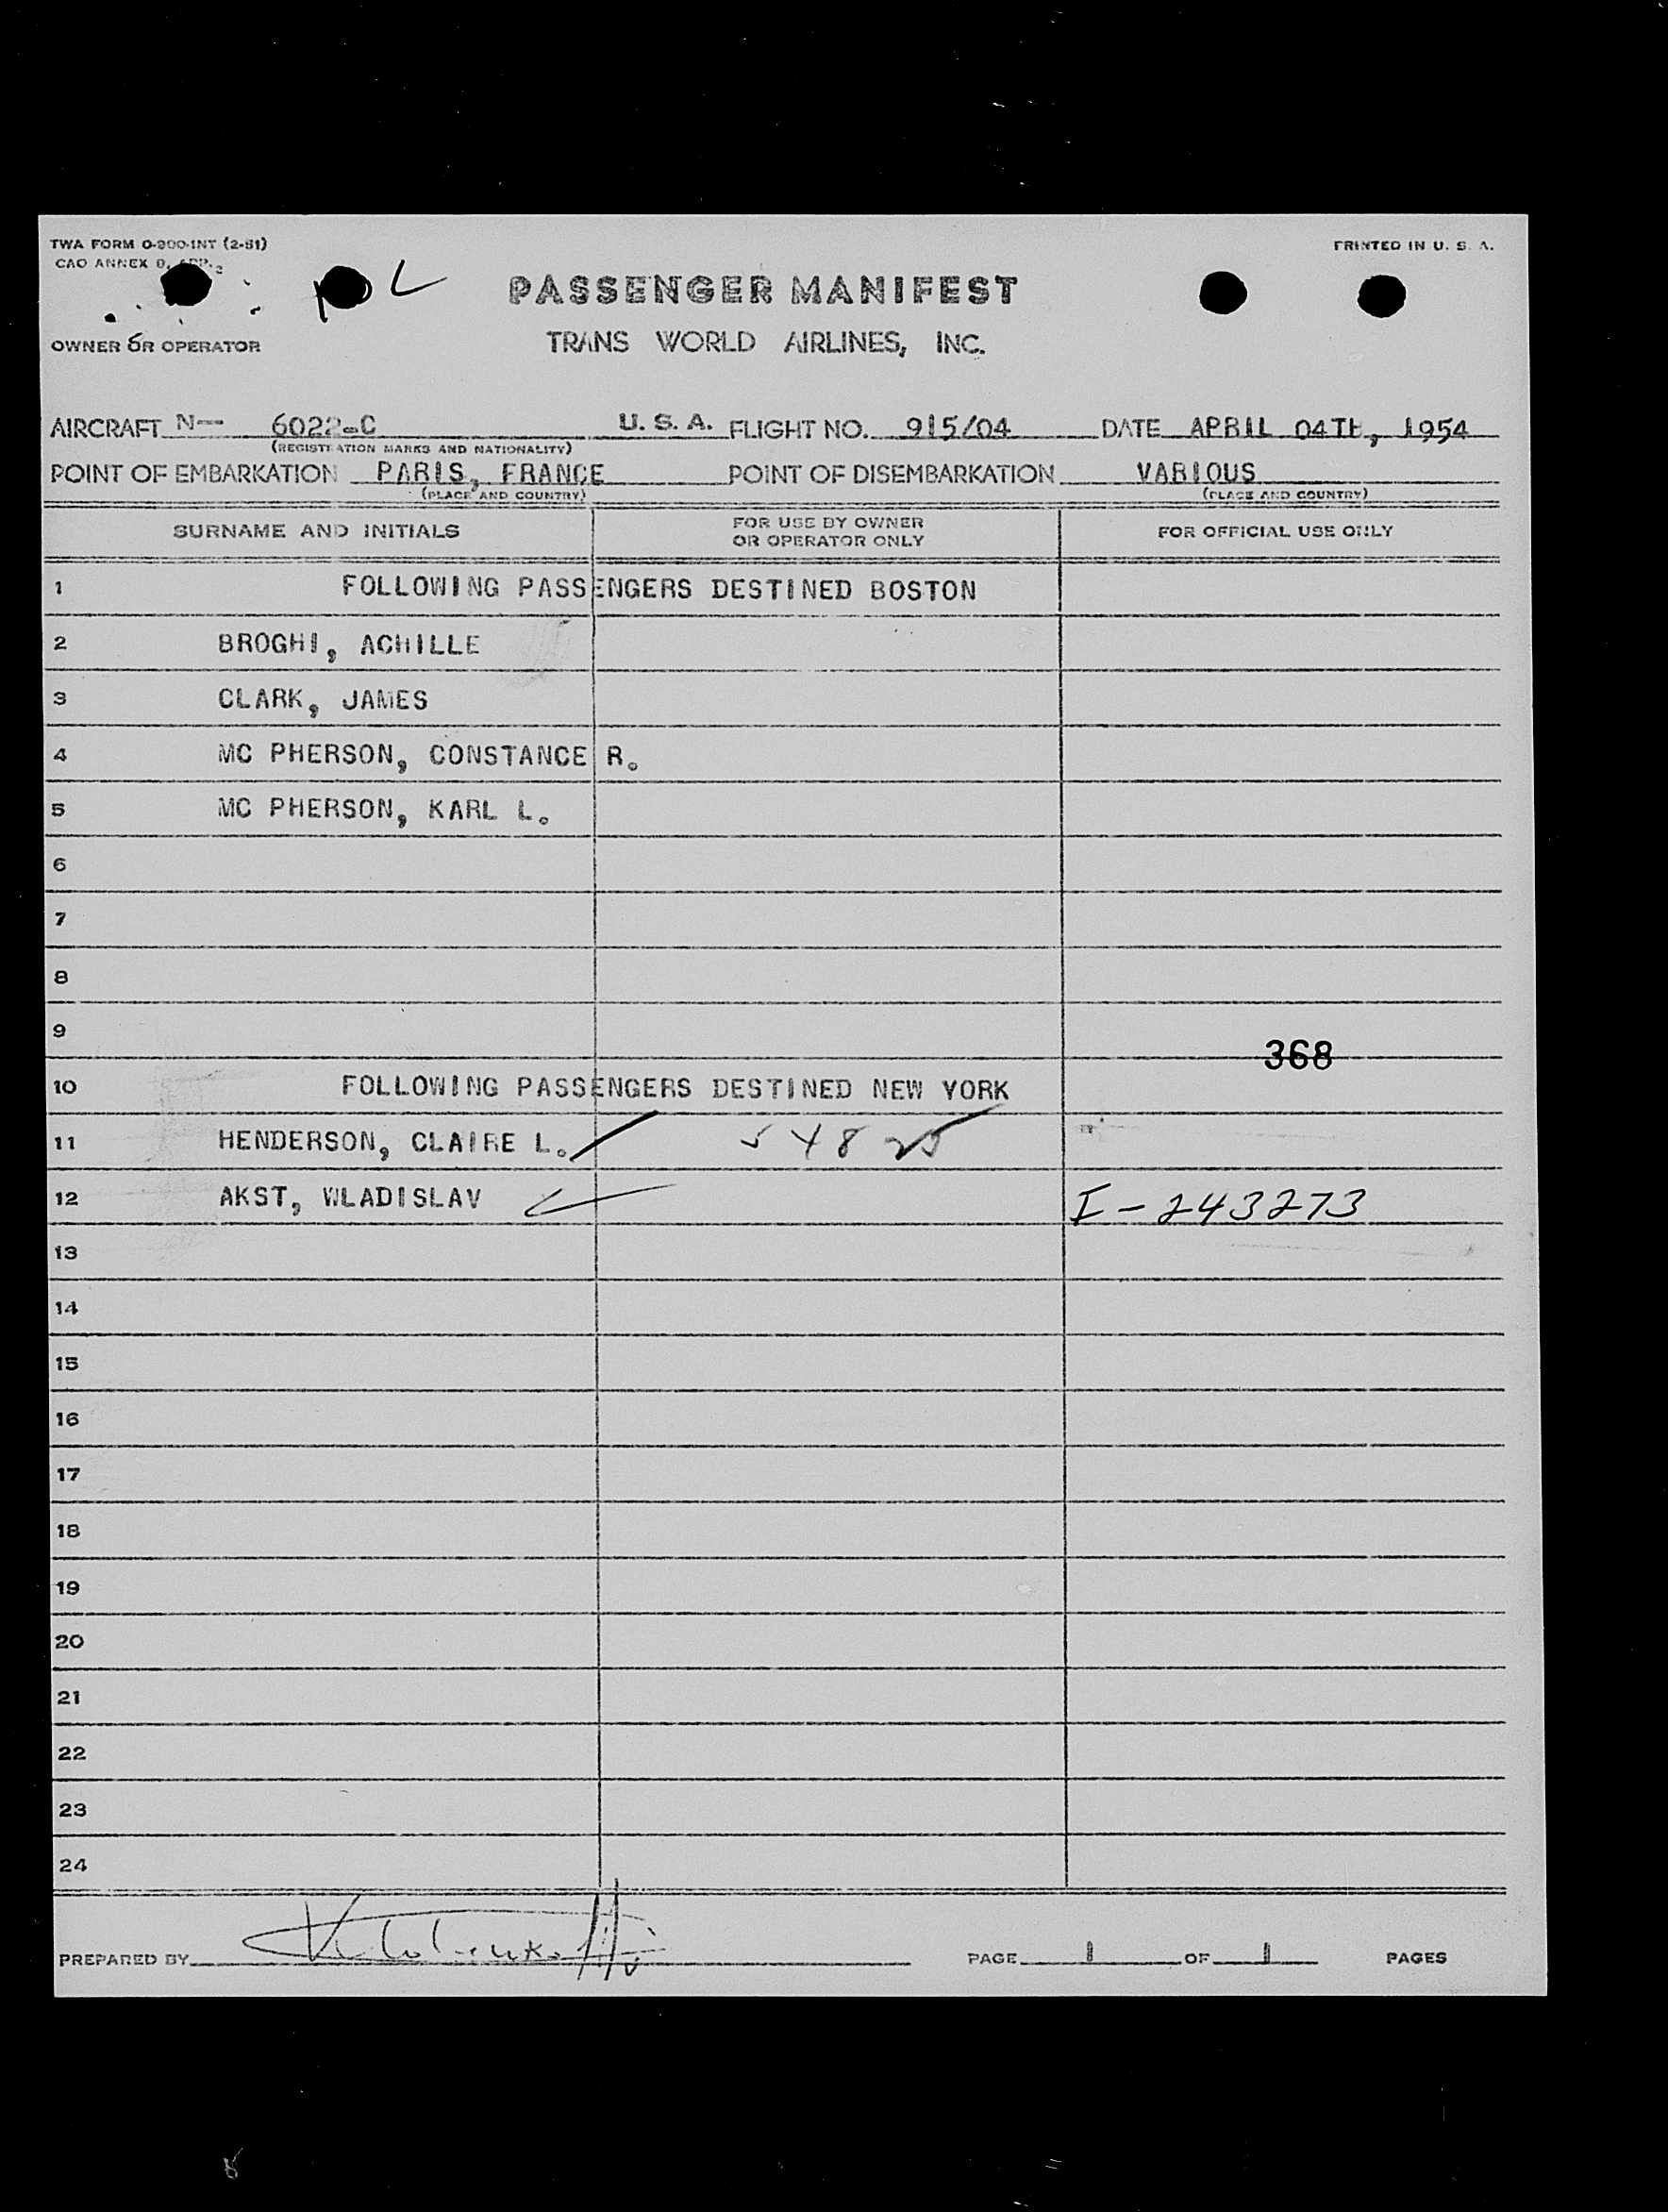 TWA FORM O-900-INT (2-51)
PRINTED IN U. S. A.
CAO ANNEX 9,
PASSENGER MANIFEST
OWNER OR OPERATOR
TRANS WORLD AIRLINES, INC.
AIRCRAFT N— 6022-C U. S. A. FLIGHT NO. 915/04 DATE APRIL 04TH, 1954
(REGISTRATION MARKS AND NATIONALITY)
POINT OF EMBARKATION PARIS, FRANCE POINT OF DISEMBARKATION VARIOUS
(PLACE AND COUNTRY) (PLACE AND COUNTRY)
SURNAME AND INITIALS FOR USE BY OWNER OR OPERATOR ONLY FOR OFFICIAL USE ONLY
1 FOLLOWING PASSENGERS DESTINED BOSTON
2 BROGHI, ACHILLE
3 CLARK, JAMES
4 MC PHERSON, CONSTANCE R.
5 MC PHERSON, KARL L.
6
7
8
9
368
10 FOLLOWING PASSENGERS DESTINED NEW YORK
11 HENDERSON, CLAIRE L.
12 AKST, WLADISLAV I-243273
13
14
15
16
17
18
19
20
21
22
23
24
PREPARED BY PAGE 1 OF 1 PAGES